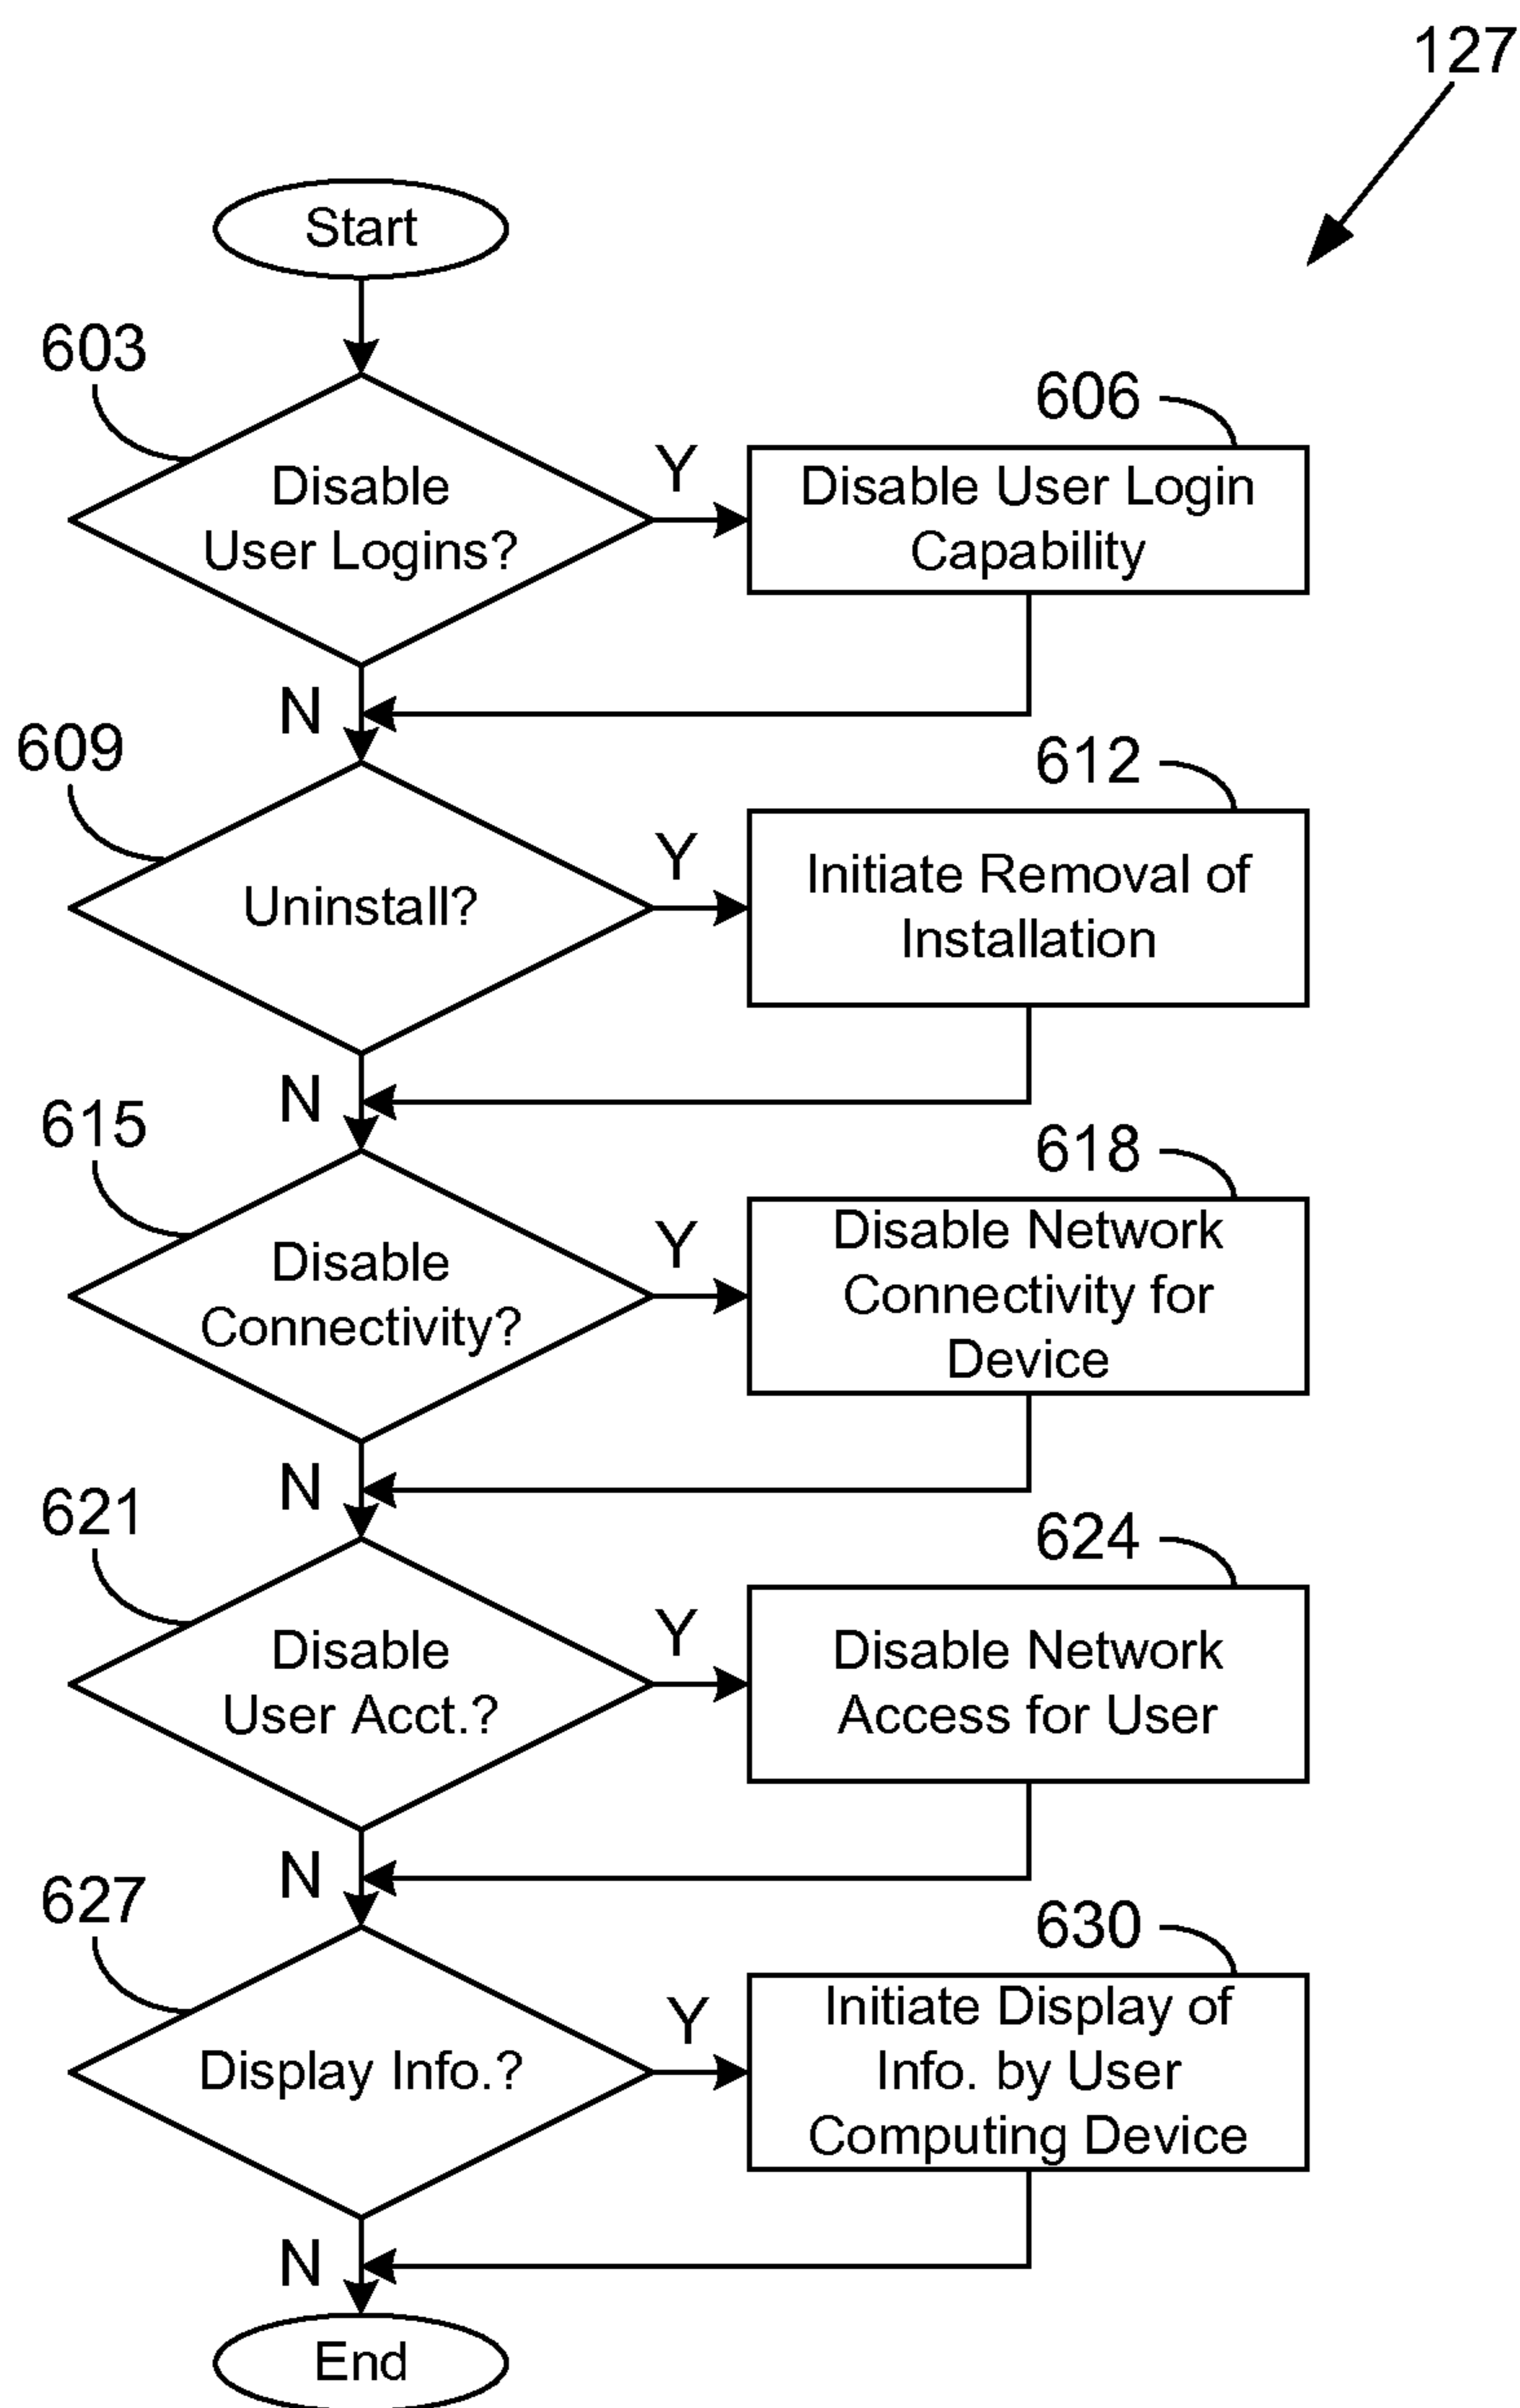 127
Start
603
Disable
User Logins?
Y
606
Disable User Login
Capability
N
609
Uninstall?
Y
612
Initiate Removal of
Installation
N
615
Disable
Connectivity?
Y
618
Disable Network
Connectivity for
Device
N
621
Disable
User Acct.?
Y
624
Disable Network
Access for User
N
627
Display Info.?
Y
630
Initiate Display of
Info. by User
Computing Device
N
End